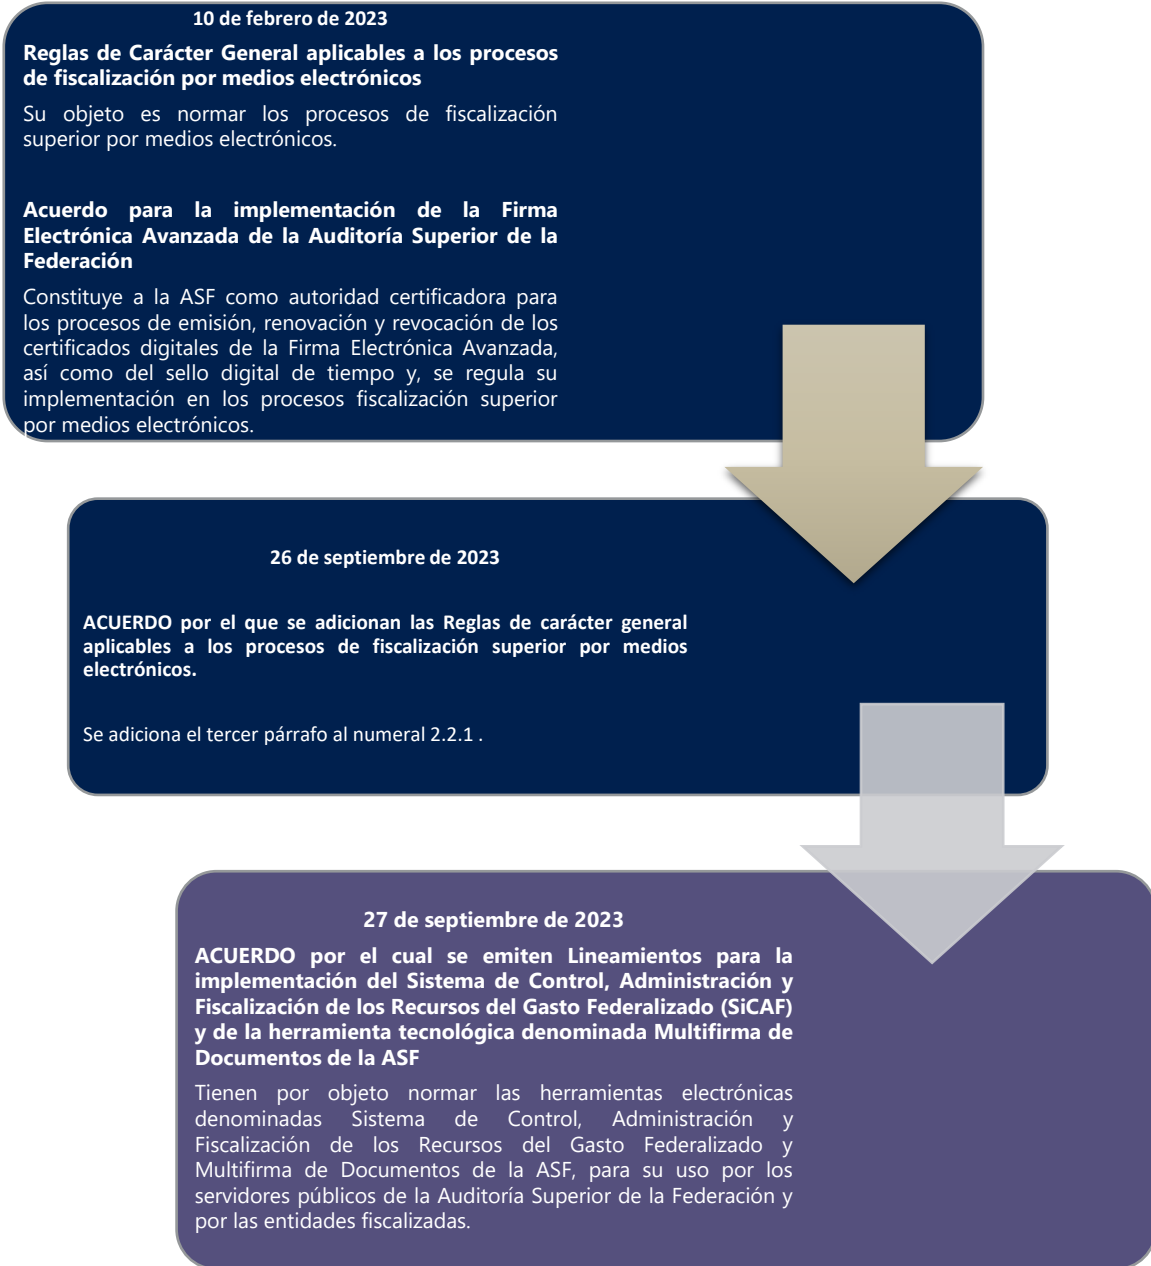 10 de febrero de 2023
Reglas de Carácter General aplicables a los procesos
de fiscalización por medios electrónicos
Su objeto es normar los procesos de fiscalización
superior por medios electrónicos.
Acuerdo para la implementación de la Firma
Electrónica Avanzada de la Auditoría Superior de la
Federación
Constituye a la ASF como autoridad certificadora para
los procesos de emisión, renovación y revocación de los
certificados digitales de la Firma Electrónica Avanzada,
así como del sello digital de tiempo y, se regula su
implementación en los procesos fiscalización superior
por medios electrónicos.
26 de septiembre de 2023
ACUERDO por el que se adicionan las Reglas de carácter general
aplicables a los procesos de fiscalización superior por medios
electrónicos.
Se adiciona el tercer párrafo al numeral 2.2.1 .
27 de septiembre de 2023
ACUERDO por el cual se emiten Lineamientos para la
implementación del Sistema de Control, Administración y
Fiscalización de los Recursos del Gasto Federalizado (SiCAF)
y de la herramienta tecnológica denominada Multifirma de
Documentos de la ASF
Tienen por objeto normar las herramientas electrónicas
denominadas Sistema de Control, Administración y
Fiscalización de los Recursos del Gasto Federalizado y
Multifirma de Documentos de la ASF, para su uso por los
servidores públicos de la Auditoría Superior de la Federación y
por las entidades fiscalizadas.